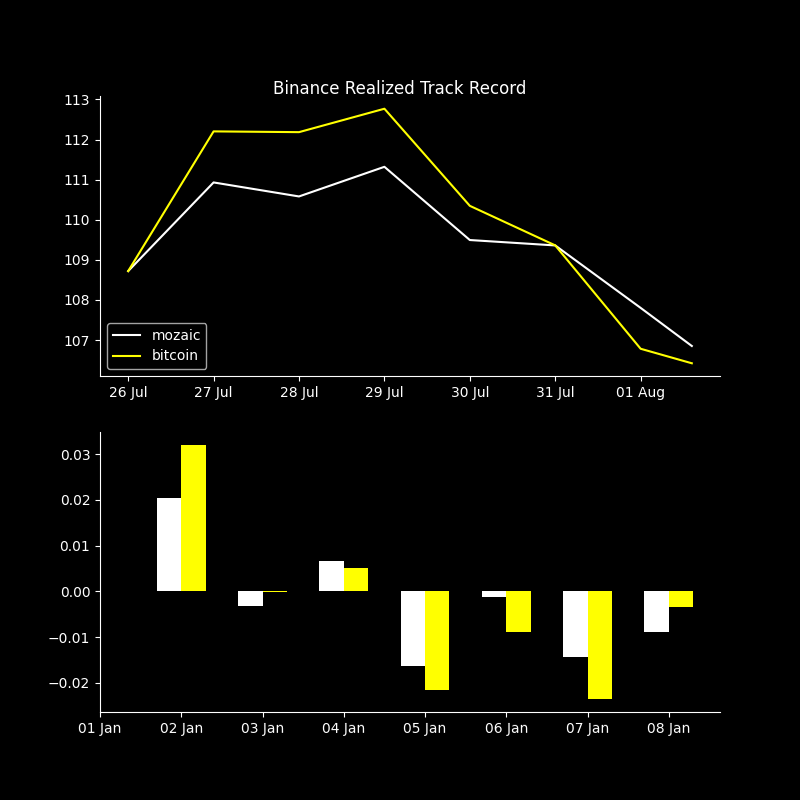 Binance Realized Track Record
113
112
111
110
109
108
107
mozaic
bitcoin
26 Jul 27 Jul 28 Jul 29 Jul 30 Jul 31 Jul 01 Aug
0.03
0.02
0.01
0.00
−0.01
−0.02
01 Jan 02 Jan 03 Jan 04 Jan 05 Jan 06 Jan 07 Jan 08 Jan